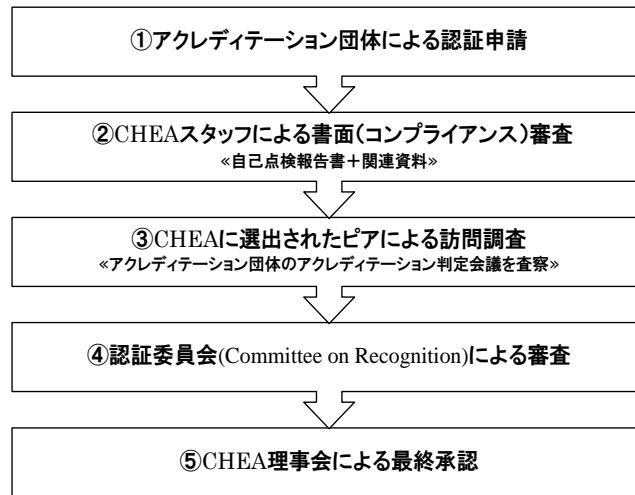 ①アクレディテーション団体による認証申請
②CHEAスタッフによる書面(コンプライアンス)審査
≪自己点検報告書＋関連資料≫
③CHEAに選出されたピアによる訪問調査
≪アクレディテーション団体のアクレディテーション判定会議を査察≫
④認証委員会(Committee on Recognition)による審査
⑤CHEA理事会による最終承認